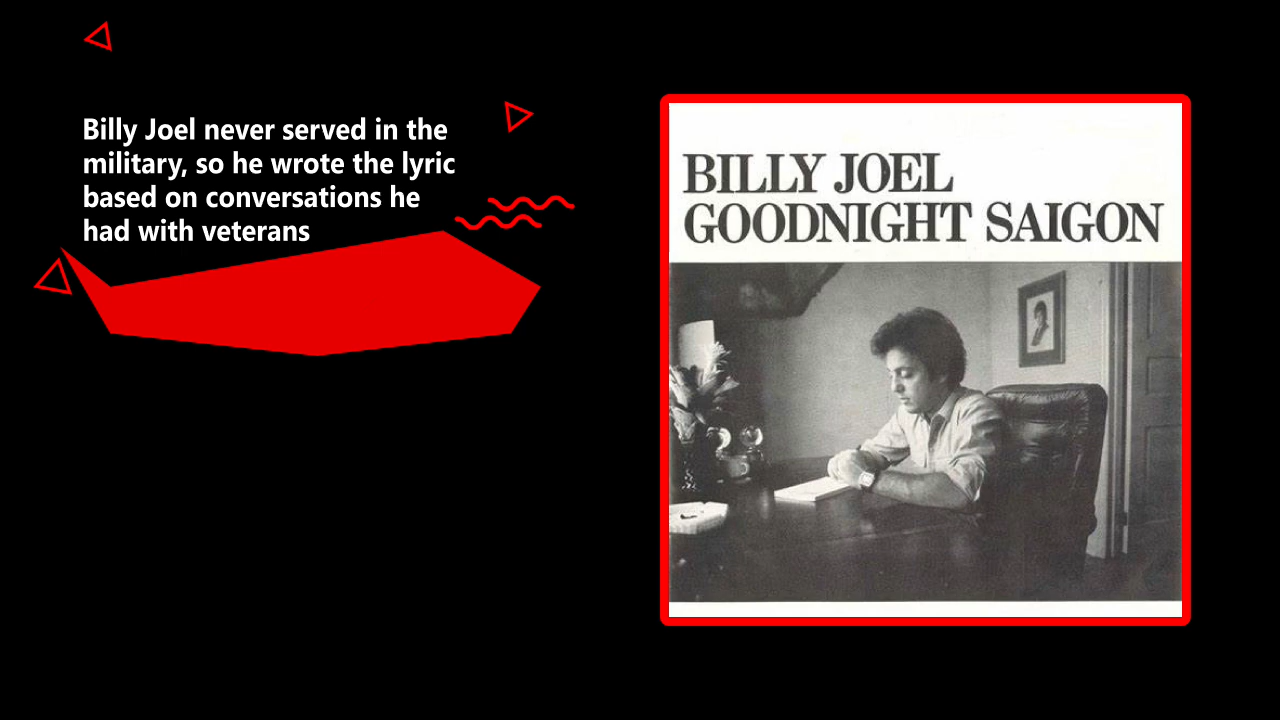 Billy Joel never served in the
military, so he wrote the lyric
based on conversations he
had with veterans
BILLY JOEL
GOODNIGHT SAIGON